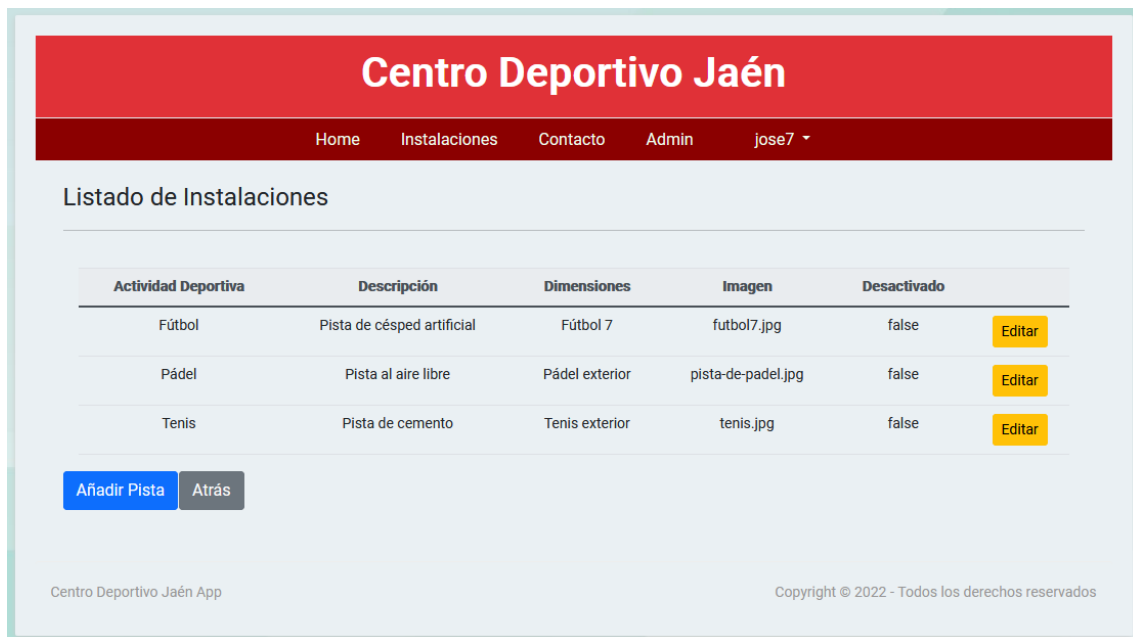 Centro Deportivo Jaén
Home Instalaciones Contacto Admin jose7
Listado de Instalaciones
Actividad Deportiva Descripción Dimensiones Imagen Desactivado
Fútbol Pista de césped artificial Fútbol 7 futbol7.jpg false Editar
Pádel Pista al aire libre Pádel exterior pista-de-padel.jpg false Editar
Tenis Pista de cemento Tenis exterior tenis.jpg false Editar
Añadir Pista Atrás
Centro Deportivo Jaén App Copyright © 2022 - Todos los derechos reservados